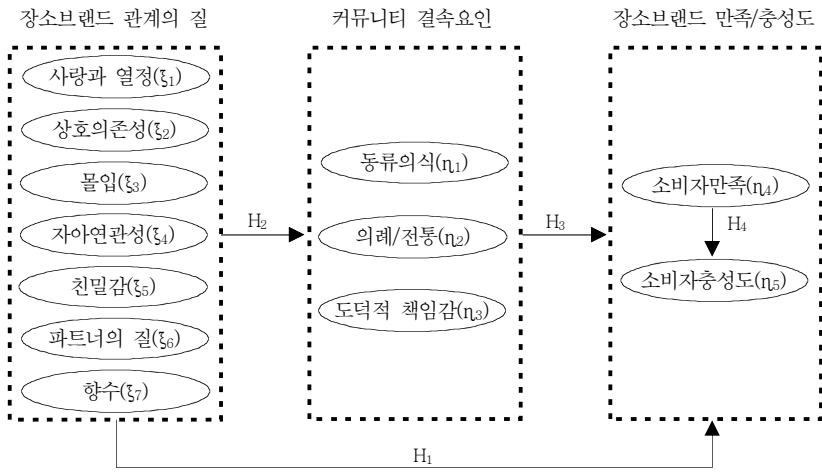 장소브랜드 관계의 질
커뮤니티 결속요인
장소브랜드 만족/충성도
사랑과 열정(ξ₁)
상호의존성(ξ₂)
몰입(ξ₃)
자아연관성(ξ₄)
친밀감(ξ₅)
파트너의 질(ξ₆)
향수(ξ₇)
H₂
동류의식(η₁)
의례/전통(η₂)
도덕적 책임감(η₃)
H₃
소비자만족(η₄)
H₄
소비자충성도(η₅)
H₁